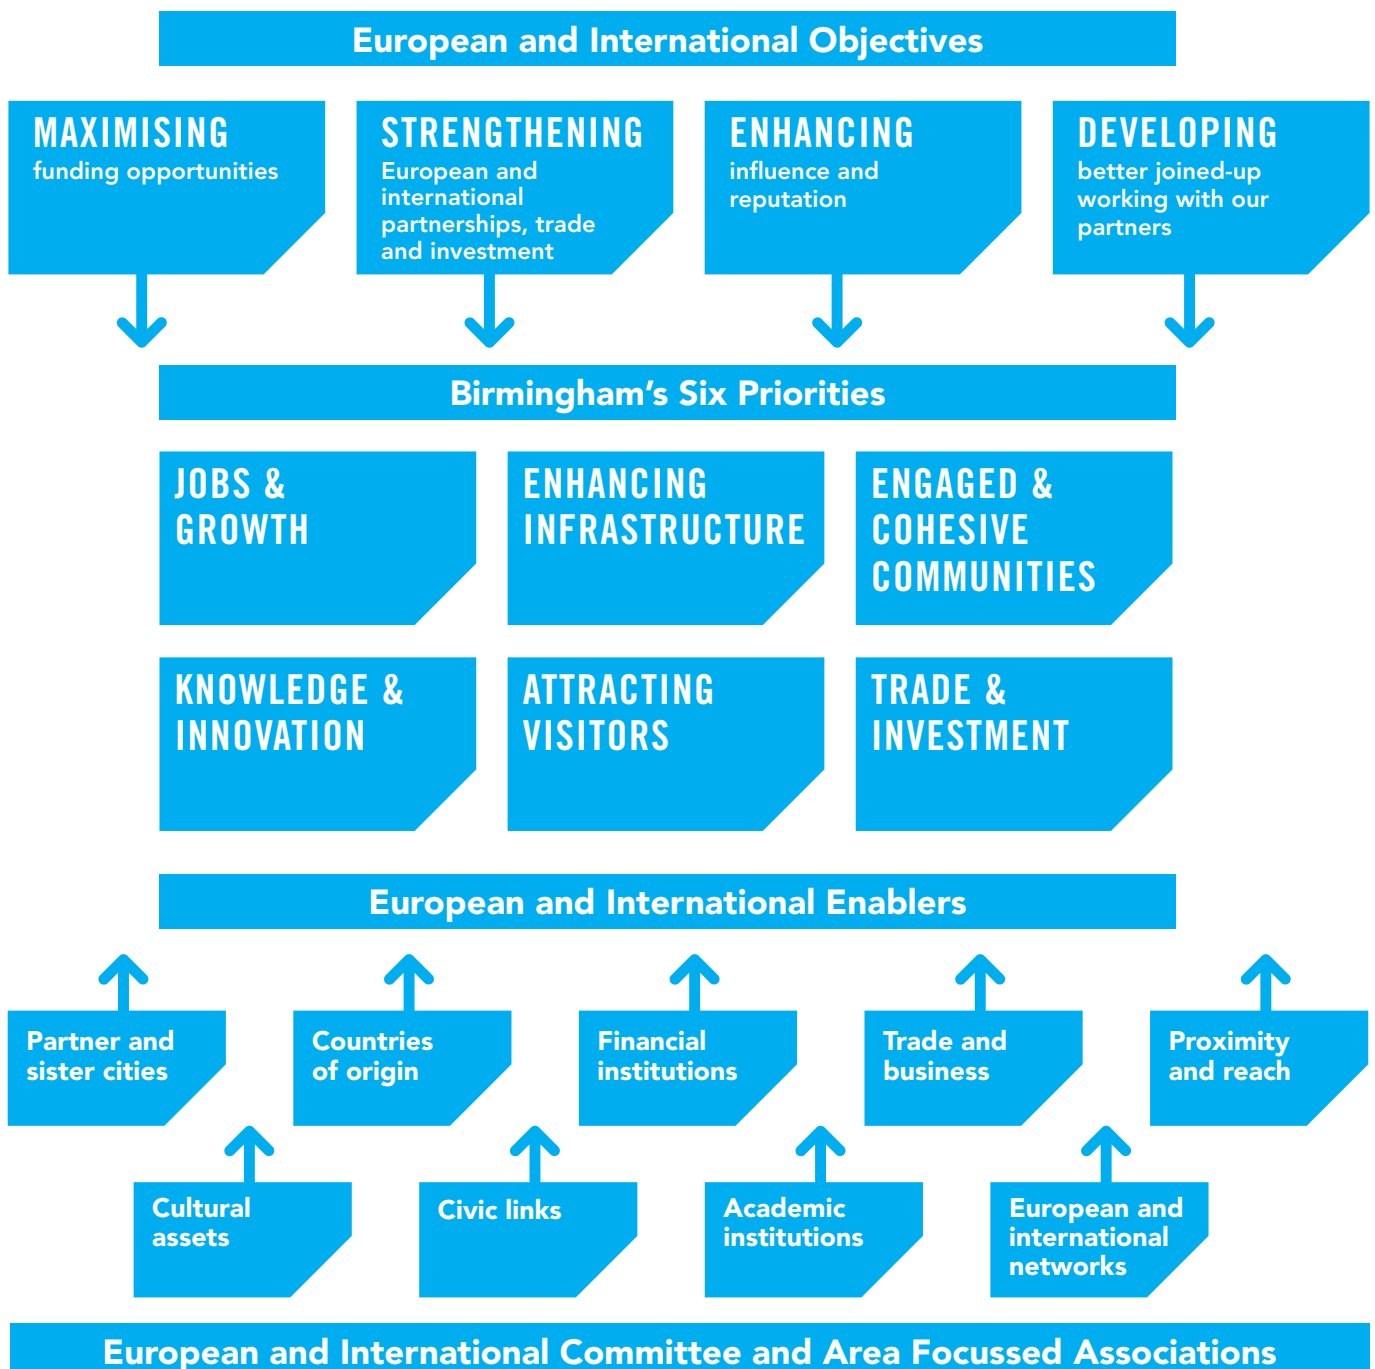 European and International Objectives
MAXIMISING
funding opportunities
STRENGTHENING
European and
international
partnerships, trade
and investment
ENHANCING
influence and
reputation
DEVELOPING
better joined-up
working with our
partners
Birmingham’s Six Priorities
JOBS &
GROWTH
ENHANCING
INFRASTRUCTURE
ENGAGED &
COHESIVE
COMMUNITIES
KNOWLEDGE &
INNOVATION
ATTRACTING
VISITORS
TRADE &
INVESTMENT
European and International Enablers
Partner and
sister cities
Countries
of origin
Financial
institutions
Trade and
business
Proximity
and reach
Cultural
assets
Civic links
Academic
institutions
European and
international
networks
European and International Committee and Area Focussed Associations